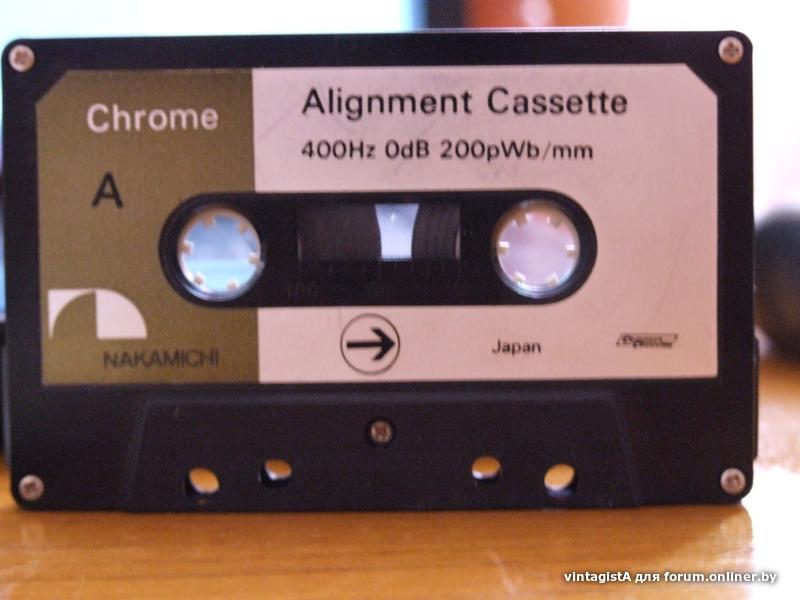 Chrome
Alignment Cassette
400Hz 0dB 200pWb/mm
A
NAKAMICHI
Japan
vintagistA для forum.onliner.by